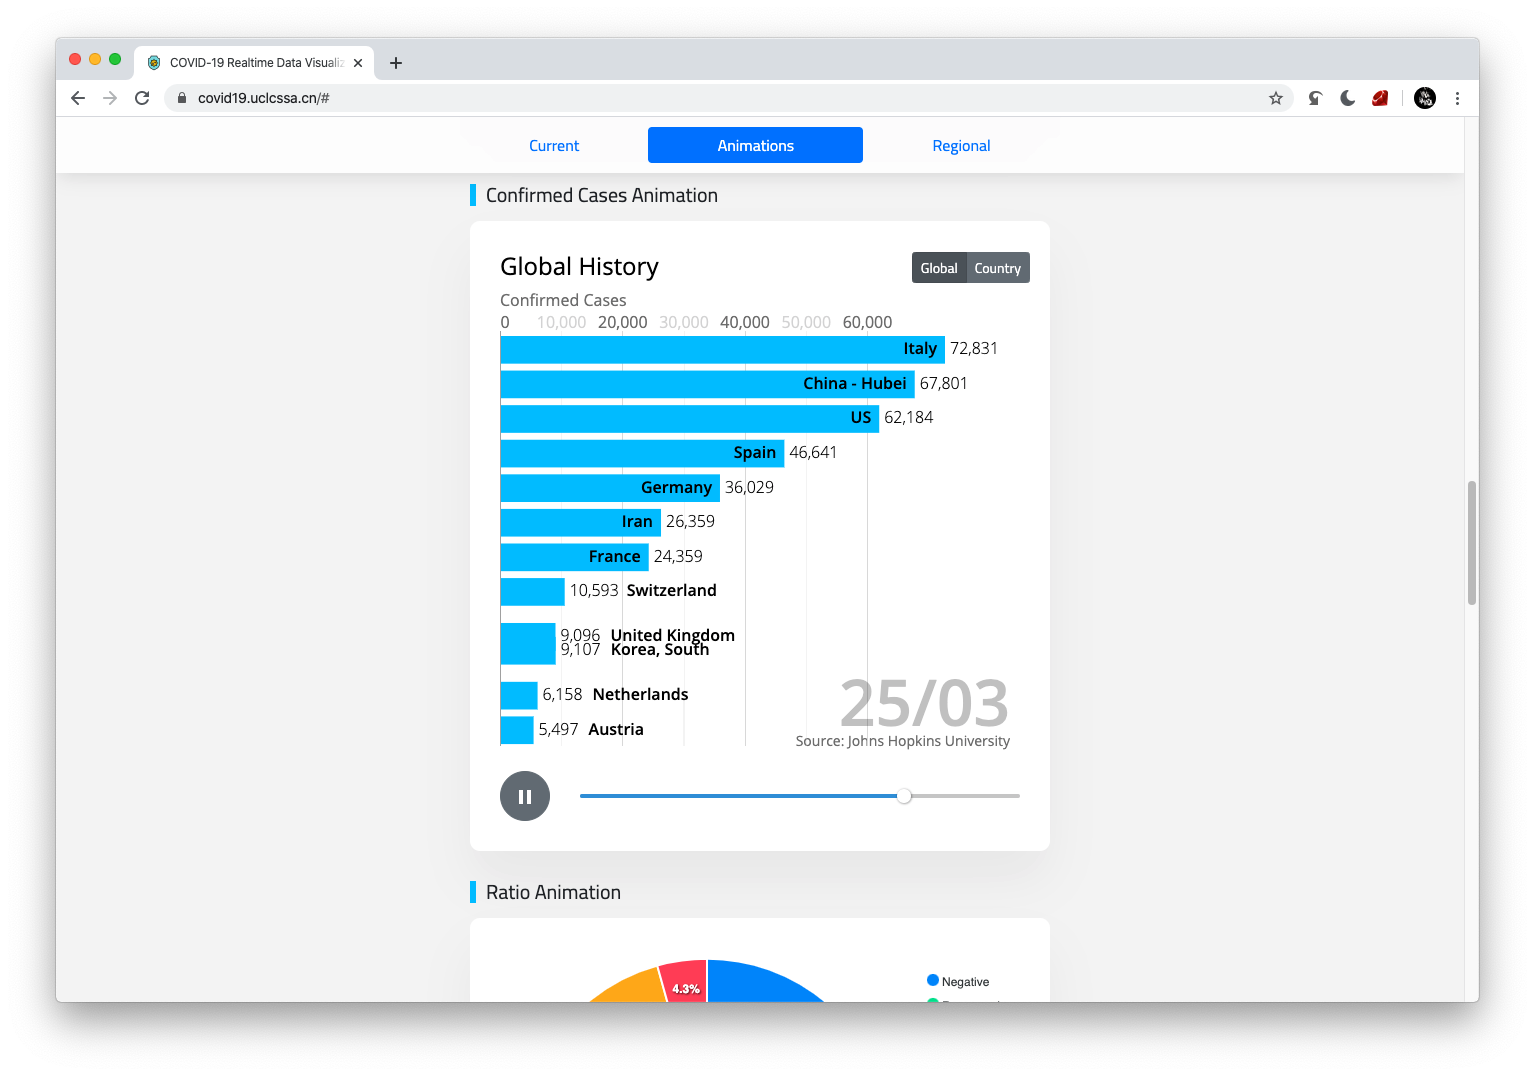 COVID-19 Realtime Data Visualiz
covid19.uclcssa.cn/#
Current Animations Regional
Confirmed Cases Animation
Global History
Global Country
Confirmed Cases
0 10,000 20,000 30,000 40,000 50,000 60,000
Italy 72,831
China - Hubei 67,801
US 62,184
Spain 46,641
Germany 36,029
Iran 26,359
France 24,359
10,593 Switzerland
9,096 United Kingdom
9,107 Korea, South
6,158 Netherlands
5,497 Austria
25/03
Source: Johns Hopkins University
Ratio Animation
4.3%
Negative